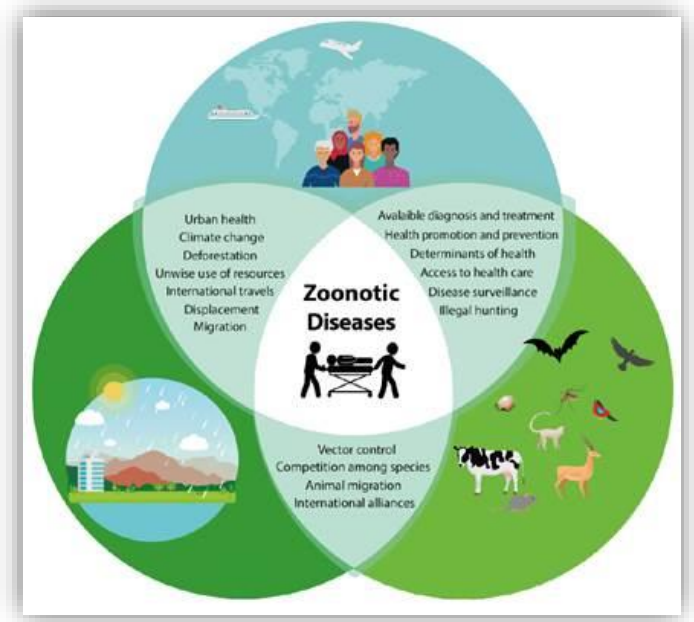 Urban health
Climate change
Deforestation
Unwise use of resources
International travels
Displacement
Migration
Avalaible diagnosis and treatment
Health promotion and prevention
Determinants of health
Access to health care
Disease surveillance
Illegal hunting
Zoonotic
Diseases
Vector control
Competition among species
Animal migration
International alliances